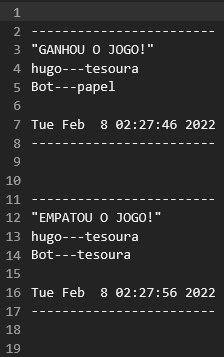 1
2 -----------------------
3 "GANHOU O JOGO!"
4 hugo---tesoura
5 Bot---papel
6
7 Tue Feb  8 02:27:46 2022
8 -----------------------
9
10
11 -----------------------
12 "EMPATOU O JOGO!"
13 hugo---tesoura
14 Bot---tesoura
15
16 Tue Feb  8 02:27:56 2022
17 -----------------------
18
19